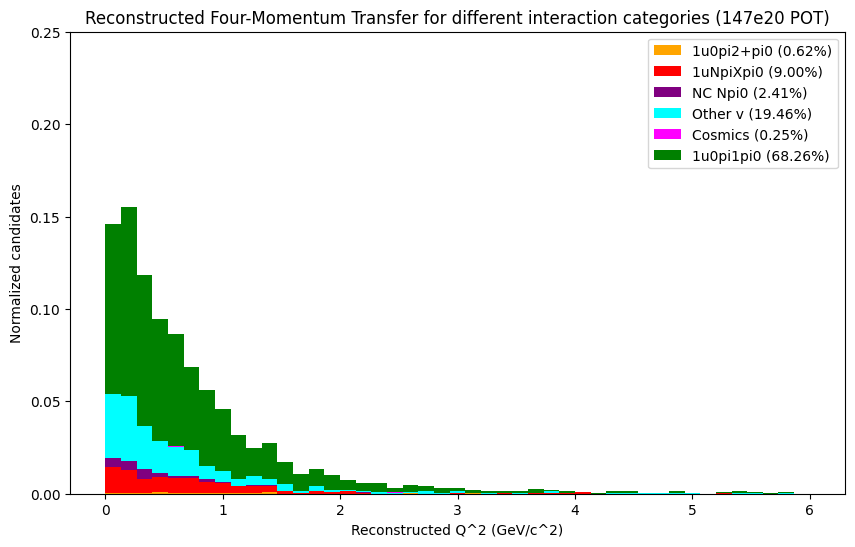 Reconstructed Four-Momentum Transfer for different interaction categories (147e20 POT)
1u0pi2+pi0 (0.62%)
1uNpiXpi0 (9.00%)
NC Npi0 (2.41%)
Other v (19.46%)
Cosmics (0.25%)
1u0pi1pi0 (68.26%)
Normalized candidates
0.25
0.20
0.15
0.10
0.05
0.00
0
1
2
3
4
5
6
Reconstructed Q^2 (GeV/c^2)